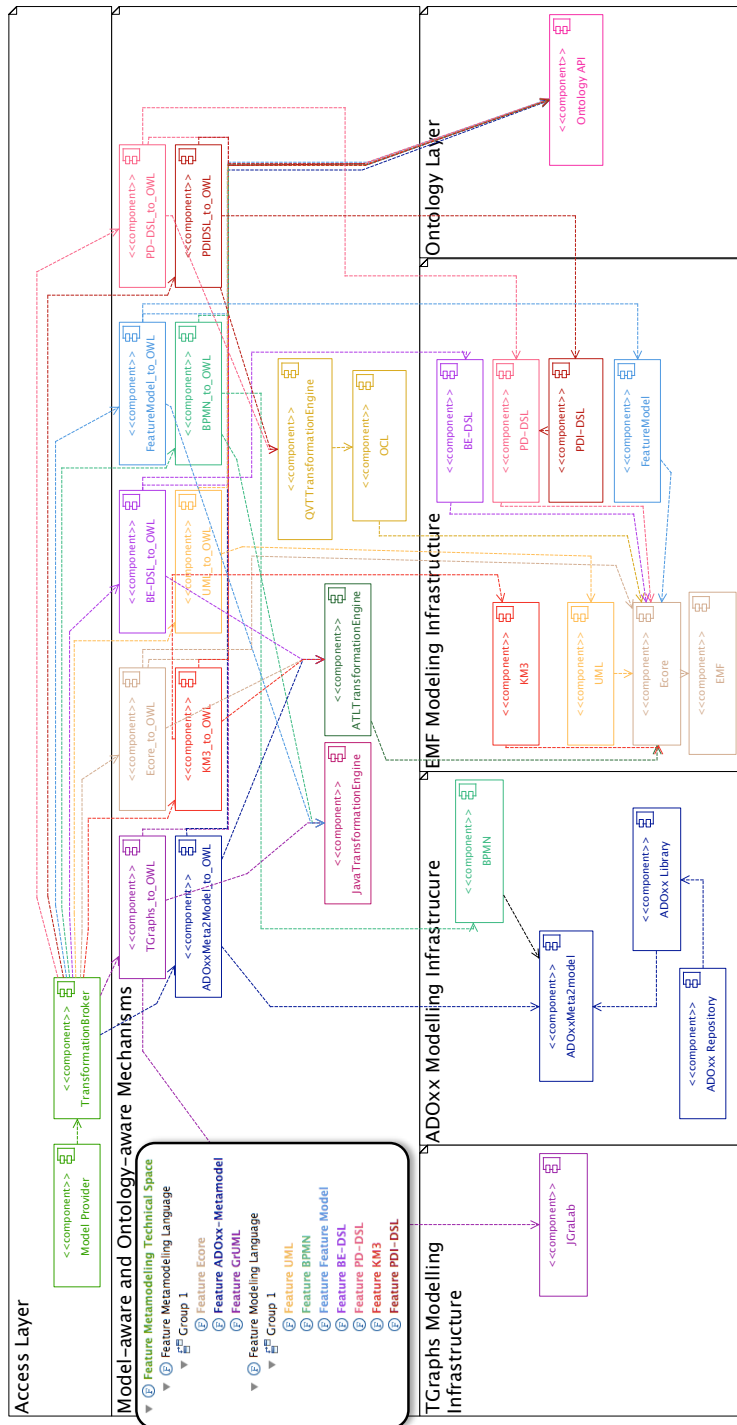 Access Layer
<<component>>
Model Provider
<<component>>
TransformationBroker
Model-aware and Ontology-aware Mechanisms
<<component>>
TGraphs_to_OWL
<<component>>
Ecore_to_OWL
<<component>>
BE-DSL_to_OWL
<<component>>
FeatureModel_to_OWL
<<component>>
PD-DSL_to_OWL
<<component>>
ADOxxMeta2Model_to_OWL
<<component>>
KM3_to_OWL
<<component>>
UML_to_OWL
<<component>>
BPMN_to_OWL
<<component>>
PDIDSL_to_OWL
<<component>>
JavaTransformationEngine
<<component>>
ATLTransformationEngine
<<component>>
QVTTransformationEngine
<<component>>
OCL
Feature Metamodeling Technical Space
Feature Metamodeling Language
Group 1
Feature Ecore
Feature ADOxx-Metamodel
Feature GrUML
Feature Modeling Language
Group 1
Feature UML
Feature BPMN
Feature Feature Model
Feature BE-DSL
Feature PD-DSL
Feature KM3
Feature PDI-DSL
TGraphs Modelling
Infrastructure
<<component>>
JGraLab
ADOxx Modelling Infrastrucure
<<component>>
BPMN
<<component>>
ADOxxMeta2model
<<component>>
ADOxx Library
<<component>>
ADOxx Repository
EMF Modeling Infrastructure
<<component>>
BE-DSL
<<component>>
PD-DSL
<<component>>
PDI-DSL
<<component>>
FeatureModel
<<component>>
KM3
<<component>>
UML
<<component>>
Ecore
<<component>>
EMF
Ontology Layer
<<component>>
Ontology API